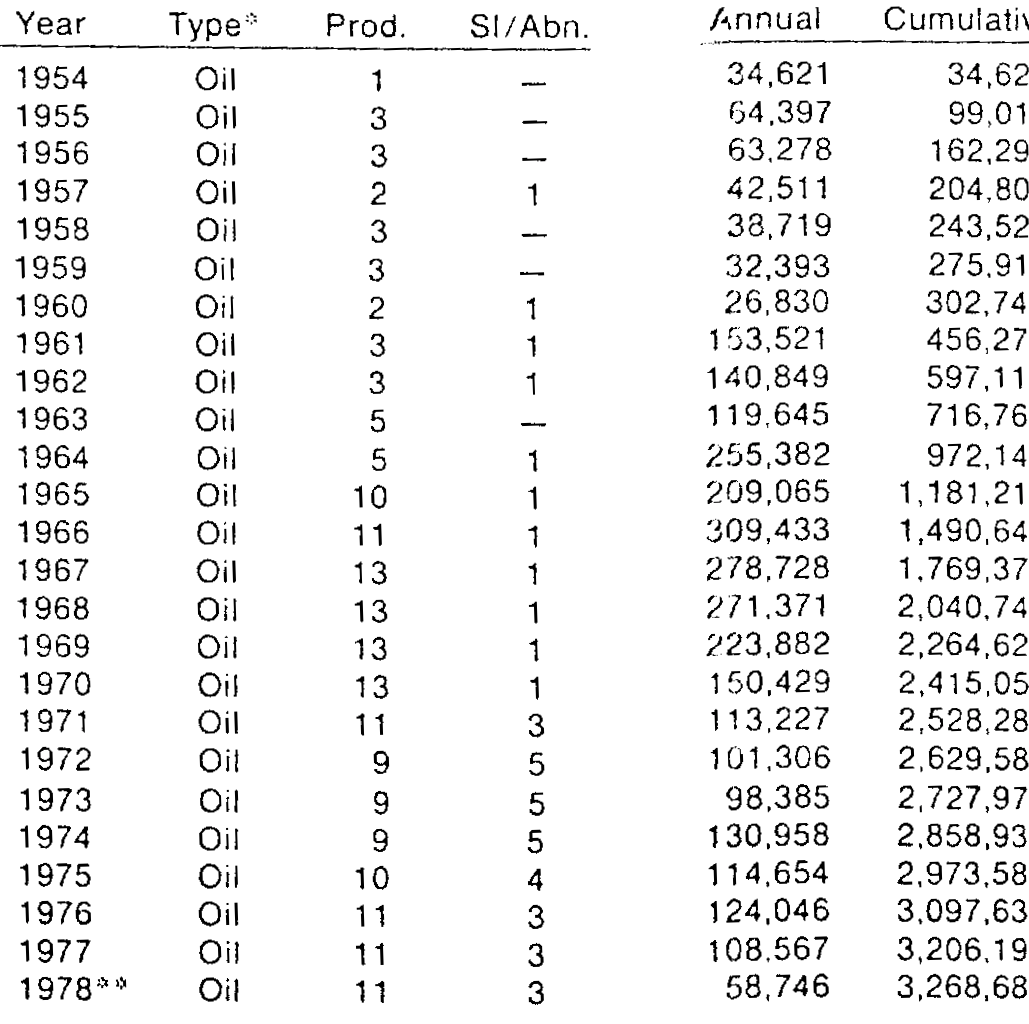 Year Type* Prod. SI/Abn. Annual Cumulativ
1954 Oil 1 — 34,621 34,62
1955 Oil 3 — 64,397 99,01
1956 Oil 3 — 63,278 162,29
1957 Oil 2 1 42,511 204,80
1958 Oil 3 — 38,719 243,52
1959 Oil 3 — 32,393 275,91
1960 Oil 2 1 26,830 302,74
1961 Oil 3 1 153,521 456,27
1962 Oil 3 1 140,849 597,11
1963 Oil 5 — 119,645 716,76
1964 Oil 5 1 255,382 972,14
1965 Oil 10 1 209,065 1,181,21
1966 Oil 11 1 309,433 1,490,64
1967 Oil 13 1 278,728 1,769,37
1968 Oil 13 1 271,371 2,040,74
1969 Oil 13 1 223,882 2,264,62
1970 Oil 13 1 150,429 2,415,05
1971 Oil 11 3 113,227 2,528,28
1972 Oil 9 5 101,306 2,629,58
1973 Oil 9 5 98,385 2,727,97
1974 Oil 9 5 130,958 2,858,93
1975 Oil 10 4 114,654 2,973,58
1976 Oil 11 3 124,046 3,097,63
1977 Oil 11 3 108,567 3,206,19
1978** Oil 11 3 58,746 3,268,68